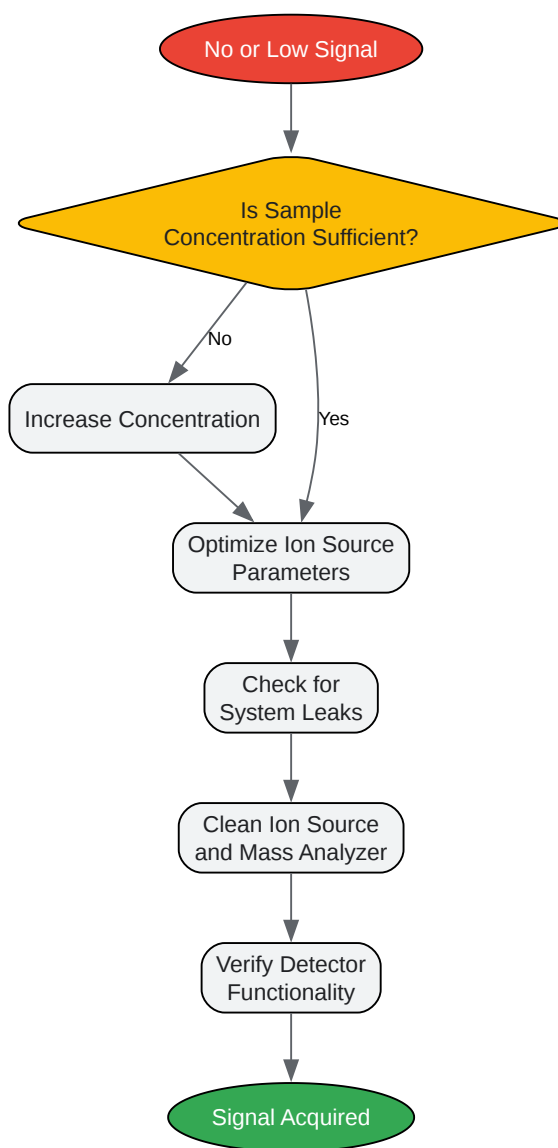 No or Low Signal
Is Sample
Concentration Sufficient?
No
Increase Concentration
Yes
Optimize Ion Source
Parameters
Check for
System Leaks
Clean Ion Source
and Mass Analyzer
Verify Detector
Functionality
Signal Acquired